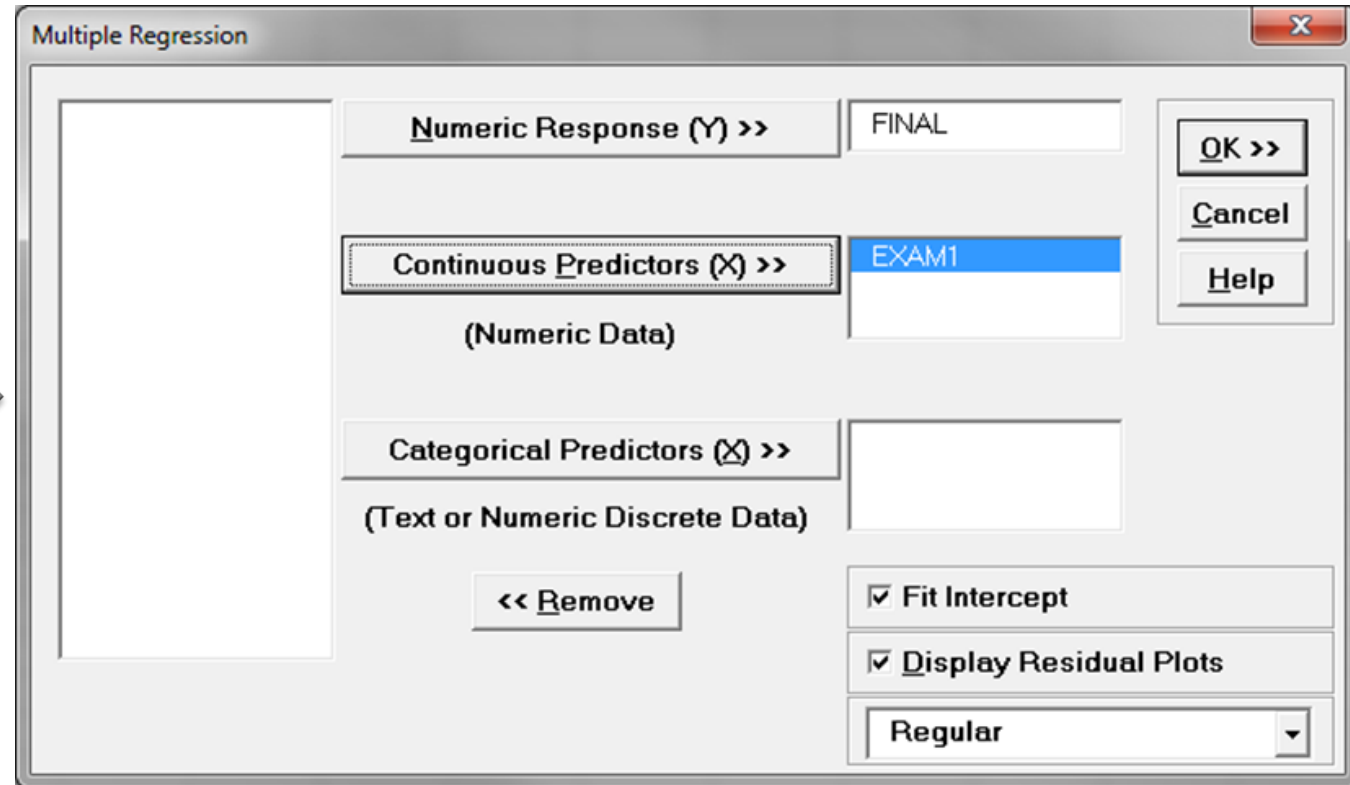 Multiple Regression
Numeric Response (Y) >>
FINAL
OK >>
Cancel
Help
Continuous Predictors (X) >>
EXAM1
(Numeric Data)
Categorical Predictors (X) >>
(Text or Numeric Discrete Data)
<< Remove
Fit Intercept
Display Residual Plots
Regular